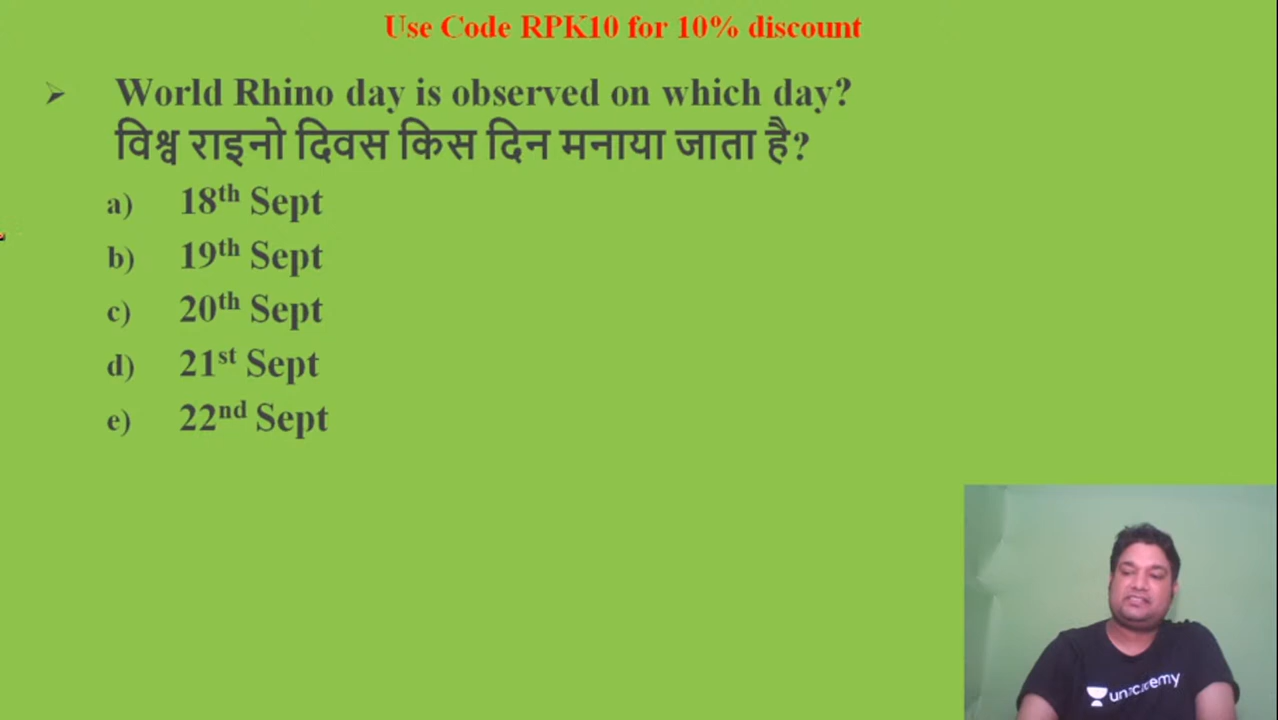 Use Code RPK10 for 10% discount
➤ World Rhino day is observed on which day?
विश्व राइनो दिवस किस दिन मनाया जाता है?
a) 18th Sept
b) 19th Sept
c) 20th Sept
d) 21st Sept
e) 22nd Sept
unacademy